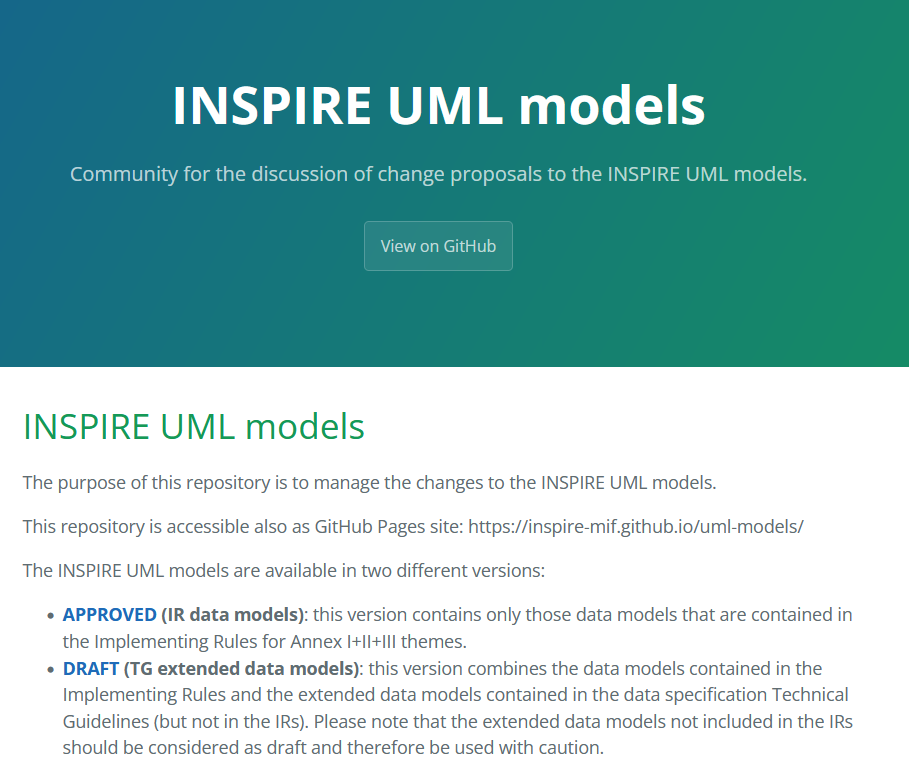 INSPIRE UML models
Community for the discussion of change proposals to the INSPIRE UML models.
View on GitHub
INSPIRE UML models
The purpose of this repository is to manage the changes to the INSPIRE UML models.
This repository is accessible also as GitHub Pages site: https://inspire-mif.github.io/uml-models/
The INSPIRE UML models are available in two different versions:
• APPROVED (IR data models): this version contains only those data models that are contained in
the Implementing Rules for Annex I+II+III themes.
• DRAFT (TG extended data models): this version combines the data models contained in the
Implementing Rules and the extended data models contained in the data specification Technical
Guidelines (but not in the IRs). Please note that the extended data models not included in the IRs
should be considered as draft and therefore be used with caution.